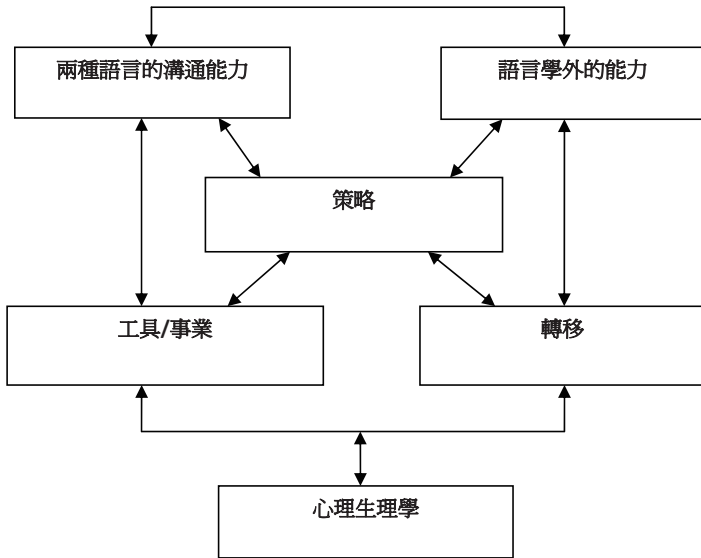 兩種語言的溝通能力
語言學外的能力
策略
工具/事業
轉移
心理生理學